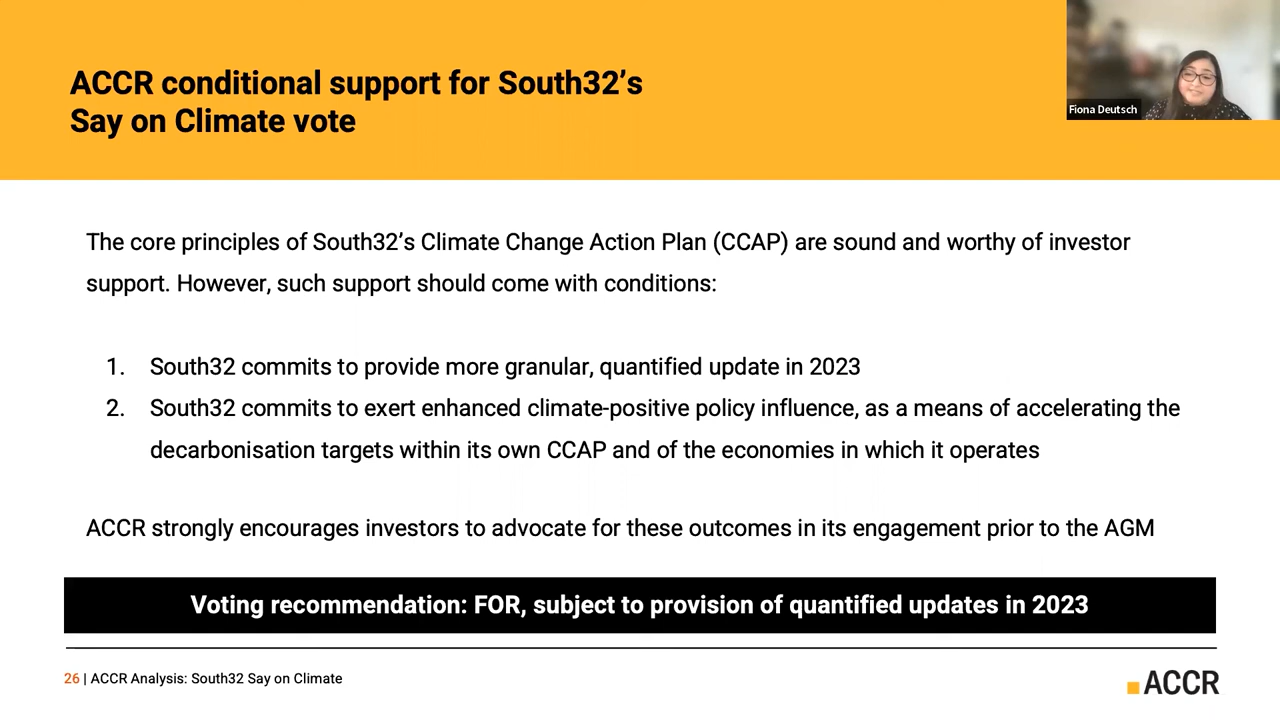 ACCR conditional support for South32's
Say on Climate vote
Fiona Deutsch
The core principles of South32's Climate Change Action Plan (CCAP) are sound and worthy of investor
support. However, such support should come with conditions:
1. South32 commits to provide more granular, quantified update in 2023
2. South32 commits to exert enhanced climate-positive policy influence, as a means of accelerating the
decarbonisation targets within its own CCAP and of the economies in which it operates
ACCR strongly encourages investors to advocate for these outcomes in its engagement prior to the AGM
Voting recommendation: FOR, subject to provision of quantified updates in 2023
26 | ACCR Analysis: South32 Say on Climate
ACCR